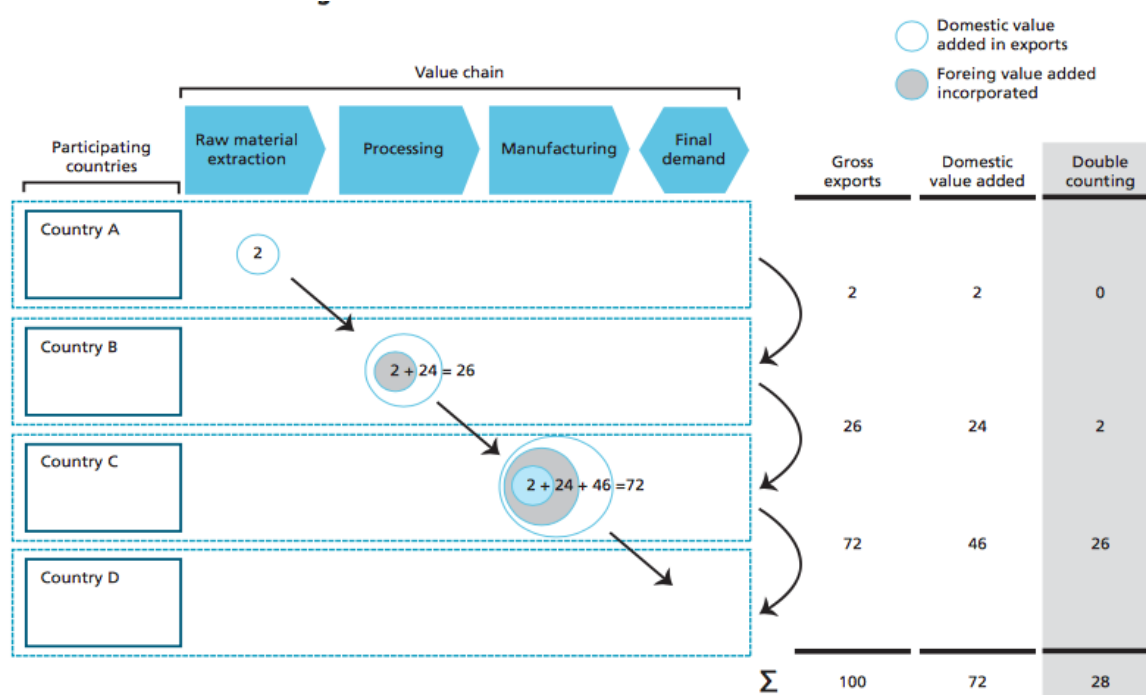 Domestic value
added in exports
Foreing value added
incorporated
Value chain
Participating
countries
Raw material
extraction
Processing
Manufacturing
Final
demand
Gross
exports
Domestic
value added
Double
counting
Country A
2
2
2
0
Country B
2 + 24 = 26
26
24
2
Country C
2 + 24 + 46 =72
72
46
26
Country D
Σ
100
72
28